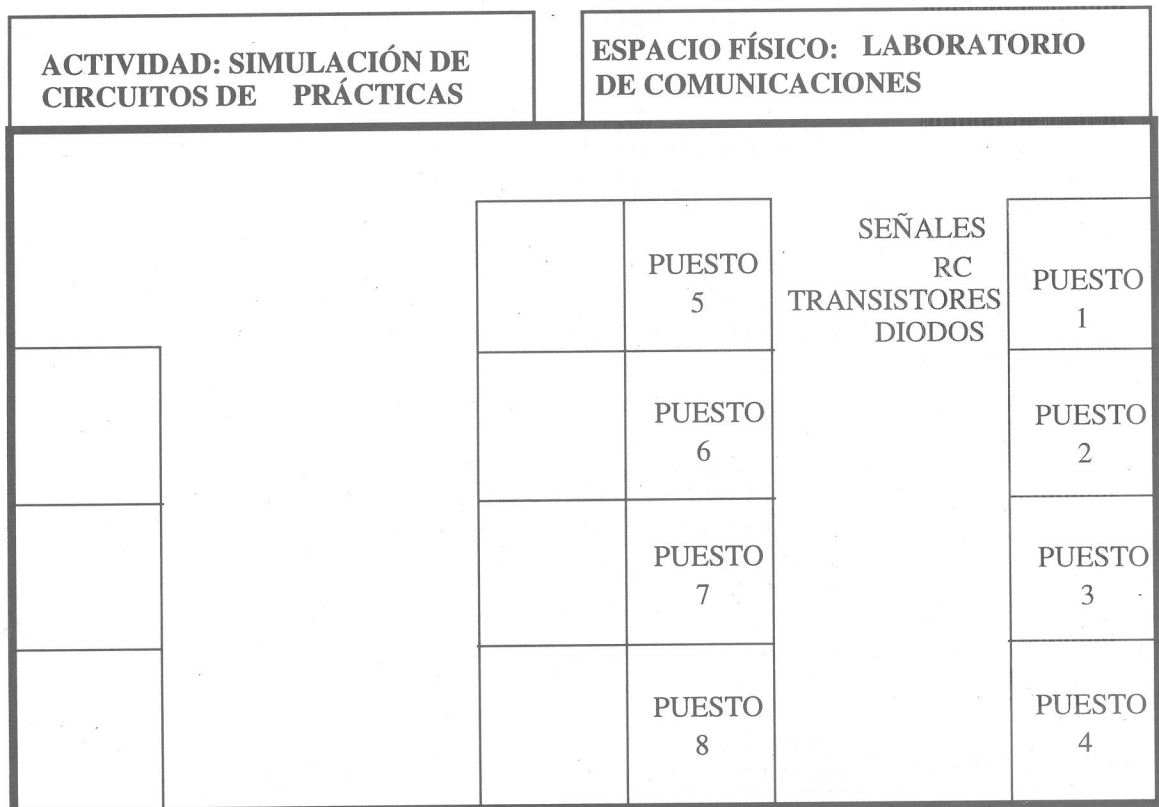 ACTIVIDAD: SIMULACIÓN DE
CIRCUITOS DE PRÁCTICAS
ESPACIO FÍSICO: LABORATORIO
DE COMUNICACIONES
PUESTO
5
SEÑALES
RC
TRANSISTORES
DIODOS
PUESTO
1
PUESTO
6
PUESTO
2
PUESTO
7
PUESTO
3
PUESTO
8
PUESTO
4